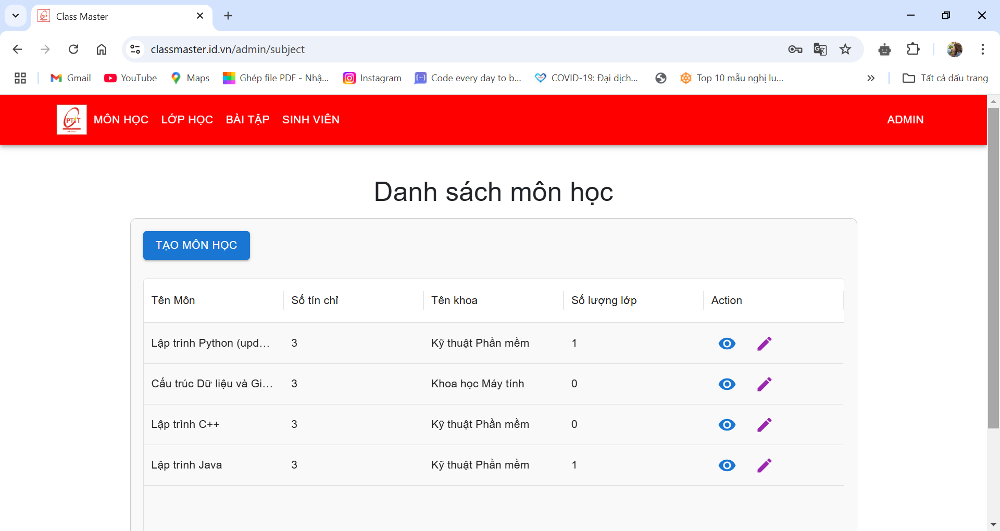 Class Master
classmaster.id.vn/admin/subject
Gmail YouTube Maps Ghép file PDF - Nhậ... Instagram Code every day to b... COVID-19: Đại dịch... Top 10 mẫu nghị lu... Tất cả dấu trang
PTIT MÔN HỌC LỚP HỌC BÀI TẬP SINH VIÊN ADMIN
Danh sách môn học
TẠO MÔN HỌC
Tên Môn Số tín chỉ Tên khoa Số lượng lớp Action
Lập trình Python (upd... 3 Kỹ thuật Phần mềm 1
Cấu trúc Dữ liệu và Gi... 3 Khoa học Máy tính 0
Lập trình C++ 3 Kỹ thuật Phần mềm 0
Lập trình Java 3 Kỹ thuật Phần mềm 1